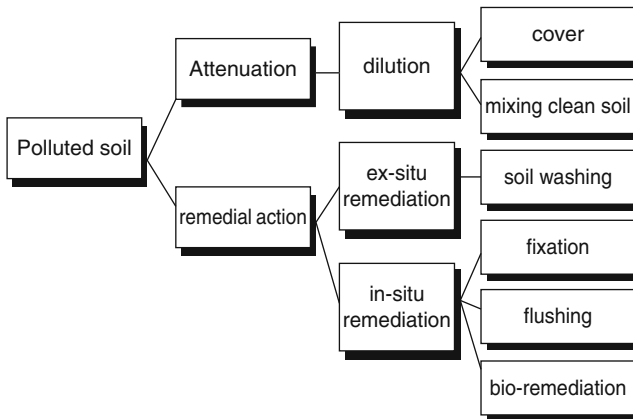 Polluted soil
Attenuation
dilution
cover
mixing clean soil
remedial action
ex-situ
remediation
soil washing
in-situ
remediation
fixation
flushing
bio-remediation